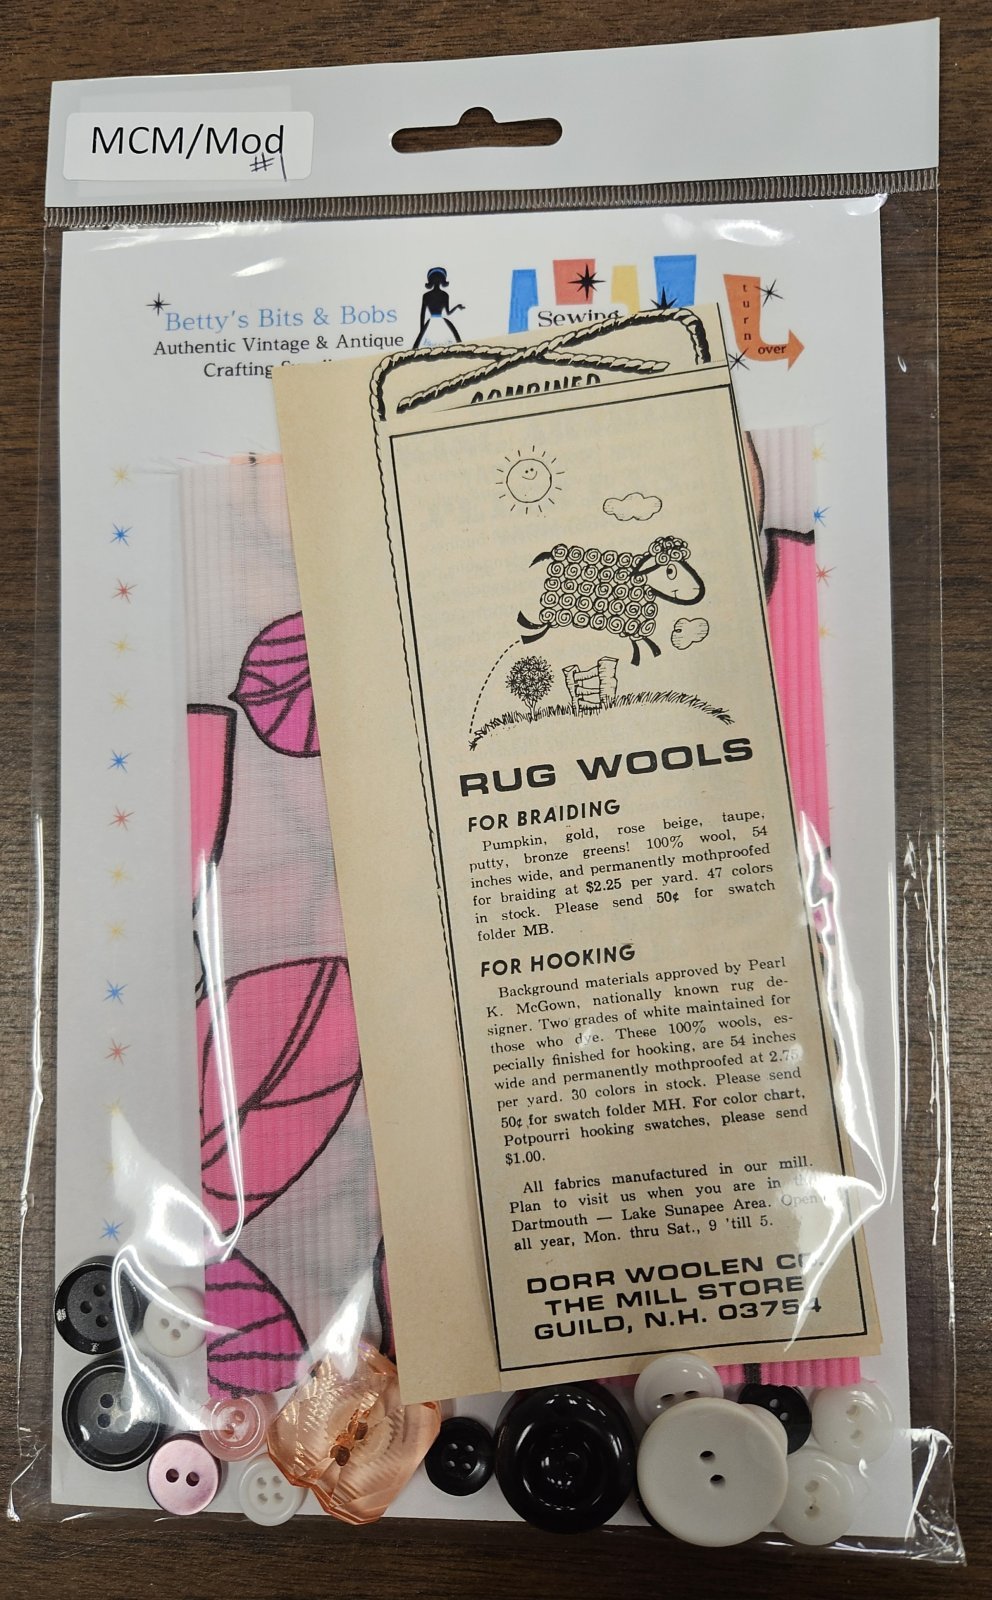 MCM/Mod
#1
Betty's Bits & Bobs
Authentic Vintage & Antique
Crafting
Sewing
turn
over
COMBINED
RUG WOOLS
FOR BRAIDING
Pumpkin, gold, rose beige, taupe,
putty, bronze greens! 100% wool, 54
inches wide, and permanently mothproofed
for braiding at $2.25 per yard. 47 colors
in stock. Please send 50¢ for swatch
folder MB.
FOR HOOKING
Background materials approved by Pearl
K. McGown, nationally known rug de-
signer. Two grades of white maintained for
those who dye. These 100% wools, es-
pecially finished for hooking, are 54 inches
wide and permanently mothproofed at 2.75
per yard. 30 colors in stock. Please send
50¢ for swatch folder MH. For color chart,
Potpourri hooking swatches, please send
$1.00.
All fabrics manufactured in our mill.
Plan to visit us when you are in the
Dartmouth — Lake Sunapee Area. Open
all year, Mon. thru Sat., 9 'till 5.
DORR WOOLEN CO.
THE MILL STORE
GUILD, N.H. 03754